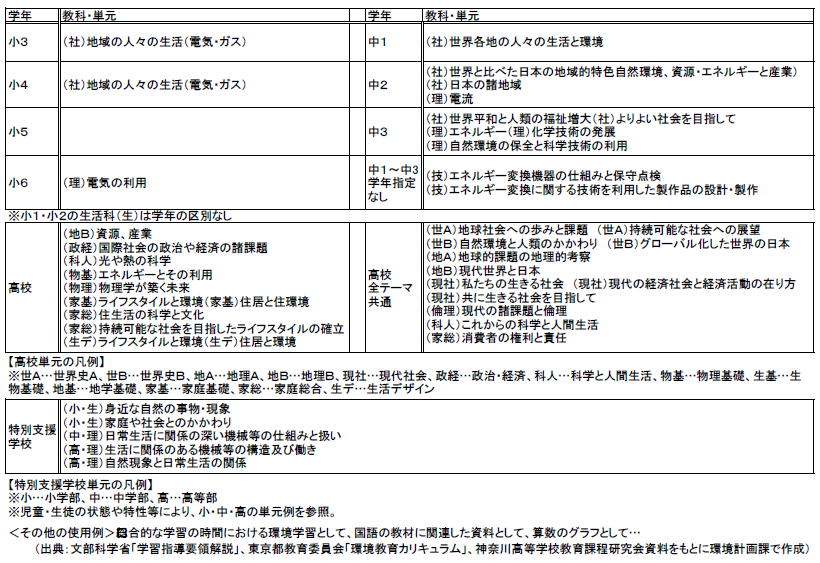 学年 教科・単元 学年 教科・単元
小3 (社)地域の人々の生活(電気・ガス) 中1 (社)世界各地の人々の生活と環境
小4 (社)地域の人々の生活(電気・ガス) 中2 (社)世界と比べた日本の地域的特色自然環境、資源・エネルギーと産業)
(社)日本の諸地域
(理)電流
小5 中3 (社)世界平和と人類の福祉増大(社)よりよい社会を目指して
(理)エネルギー(理)化学技術の発展
(理)自然環境の保全と科学技術の利用
小6 (理)電気の利用 中1~中3
学年指定
なし
(技)エネルギー変換機器の仕組みと保守点検
(技)エネルギー変換に関する技術を利用した製作品の設計・製作
※小1・小2の生活科(生)は学年の区別なし
高校
(地B)資源、産業
(政経)国際社会の政治や経済の諸課題
(科人)光や熱の科学
(物基)エネルギーとその利用
(物理)物理学が築く未来
(家基)ライフスタイルと環境(家基)住居と住環境
(家総)住生活の科学と文化
(家総)持続可能な社会を目指したライフスタイルの確立
(生デ)ライフスタイルと環境(生デ)住居と環境
高校
全テーマ
共通
(世A)地球社会への歩みと課題 (世A)持続可能な社会への展望
(世B)自然環境と人類のかかわり (世B)グローバル化した世界の日本
(地A)地球的課題の地理的考察
(地B)現代世界と日本
(現社)私たちの生きる社会 (現社)現代の経済社会と経済活動の在り方
(現社)共に生きる社会を目指して
(倫理)現代の諸課題と倫理
(科人)これからの科学と人間生活
(家総)消費者の権利と責任
【高校単元の凡例】
※世A…世界史A、世B…世界史B、地A…地理A、地B…地理B、現社…現代社会、政経…政治・経済、科人…科学と人間生活、物基…物理基礎、生基…生
物基礎、地基…地学基礎、家基…家庭基礎、家総…家庭総合、生デ…生活デザイン
特別支援
学校
(小・生)身近な自然の事物・現象
(小・生)家庭や社会とのかかわり
(中・理)日常生活に関係の深い機械等の仕組みと扱い
(高・理)生活に関係のある機械等の構造及び働き
(高・理)自然現象と日常生活の関係
【特別支援学校単元の凡例】
※小…小学部、中…中学部、高…高等部
※児童・生徒の状態や特性等により、小・中・高の単元例を参照。
<その他の使用例>合的な学習の時間における環境学習として、国語の教材に関連した資料として、算数のグラフとして…
(出典:文部科学省「学習指導要領解説」、東京都教育委員会「環境教育カリキュラム」、神奈川高等学校教育課程研究会資料をもとに環境計画課で作成)